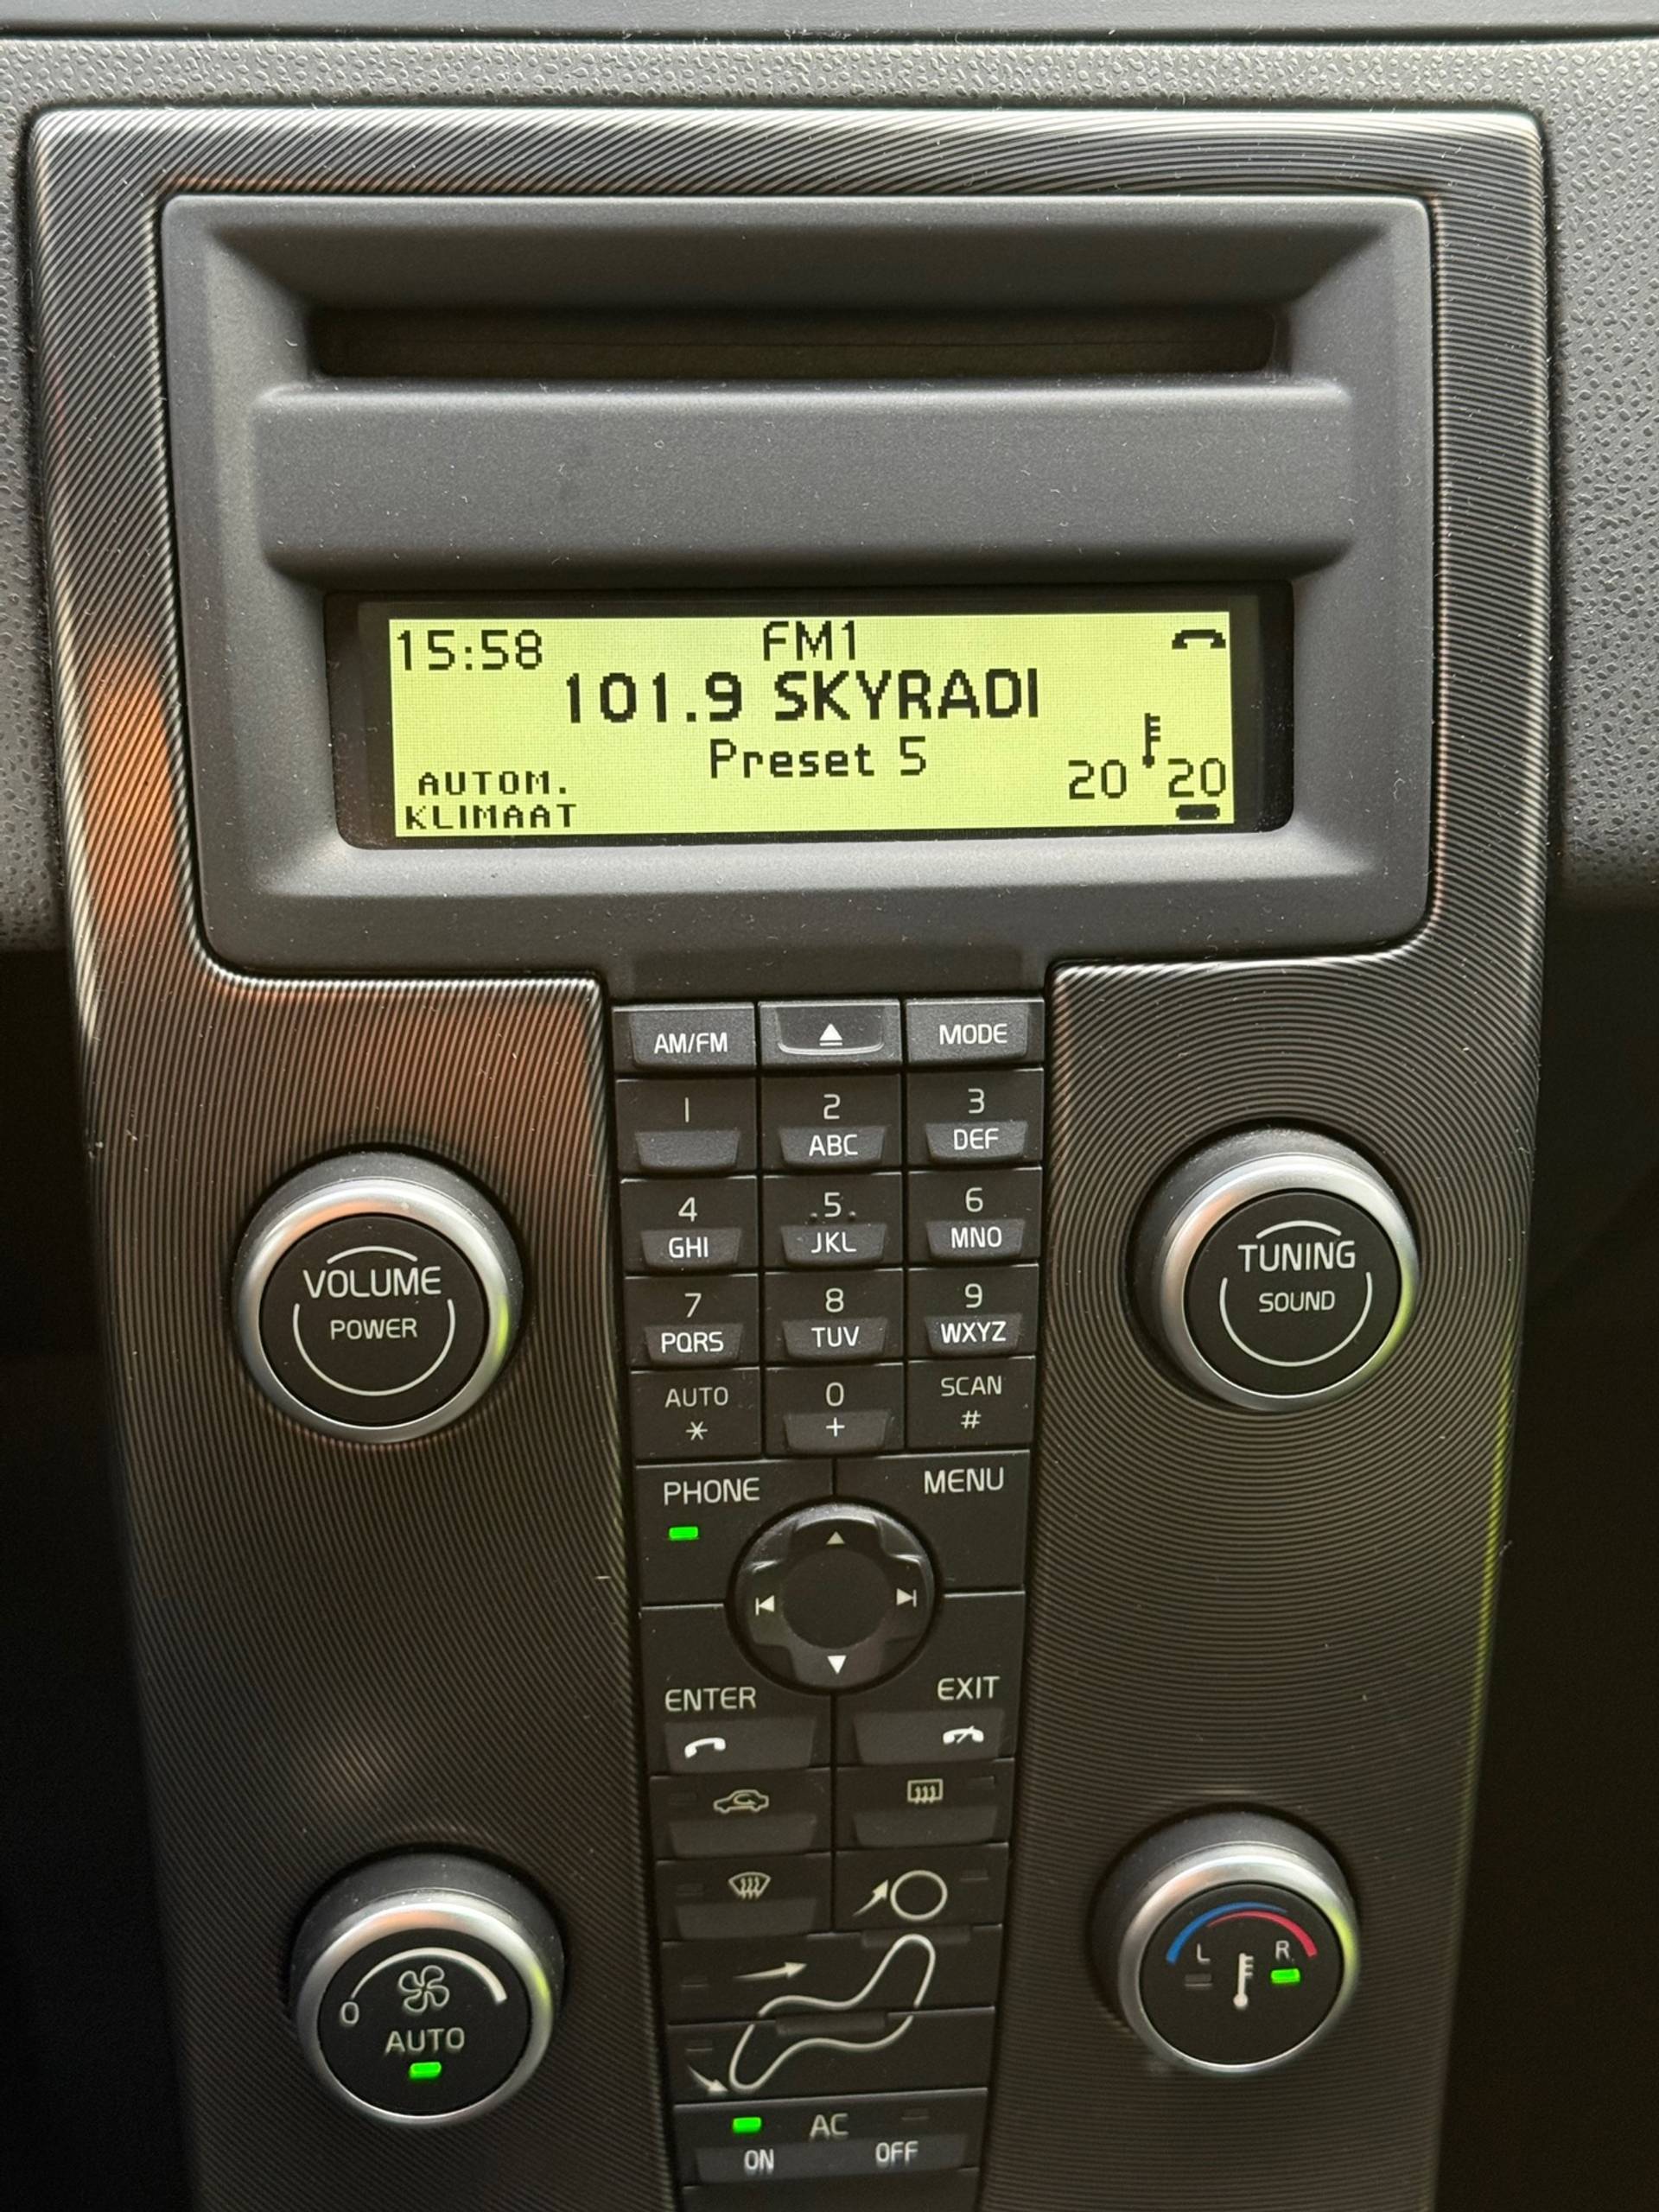 15:58 FM1
101.9 SKYRADI
Preset 5
AUTOM.
KLIMAAT
20 20
AM/FM MODE
1 2 3
ABC DEF
4 5 6
GHI JKL MNO
7 8 9
PQRS TUV WXYZ
AUTO 0 SCAN
* + #
VOLUME
POWER
TUNING
SOUND
PHONE MENU
ENTER EXIT
0
AUTO
L R
AC
ON OFF